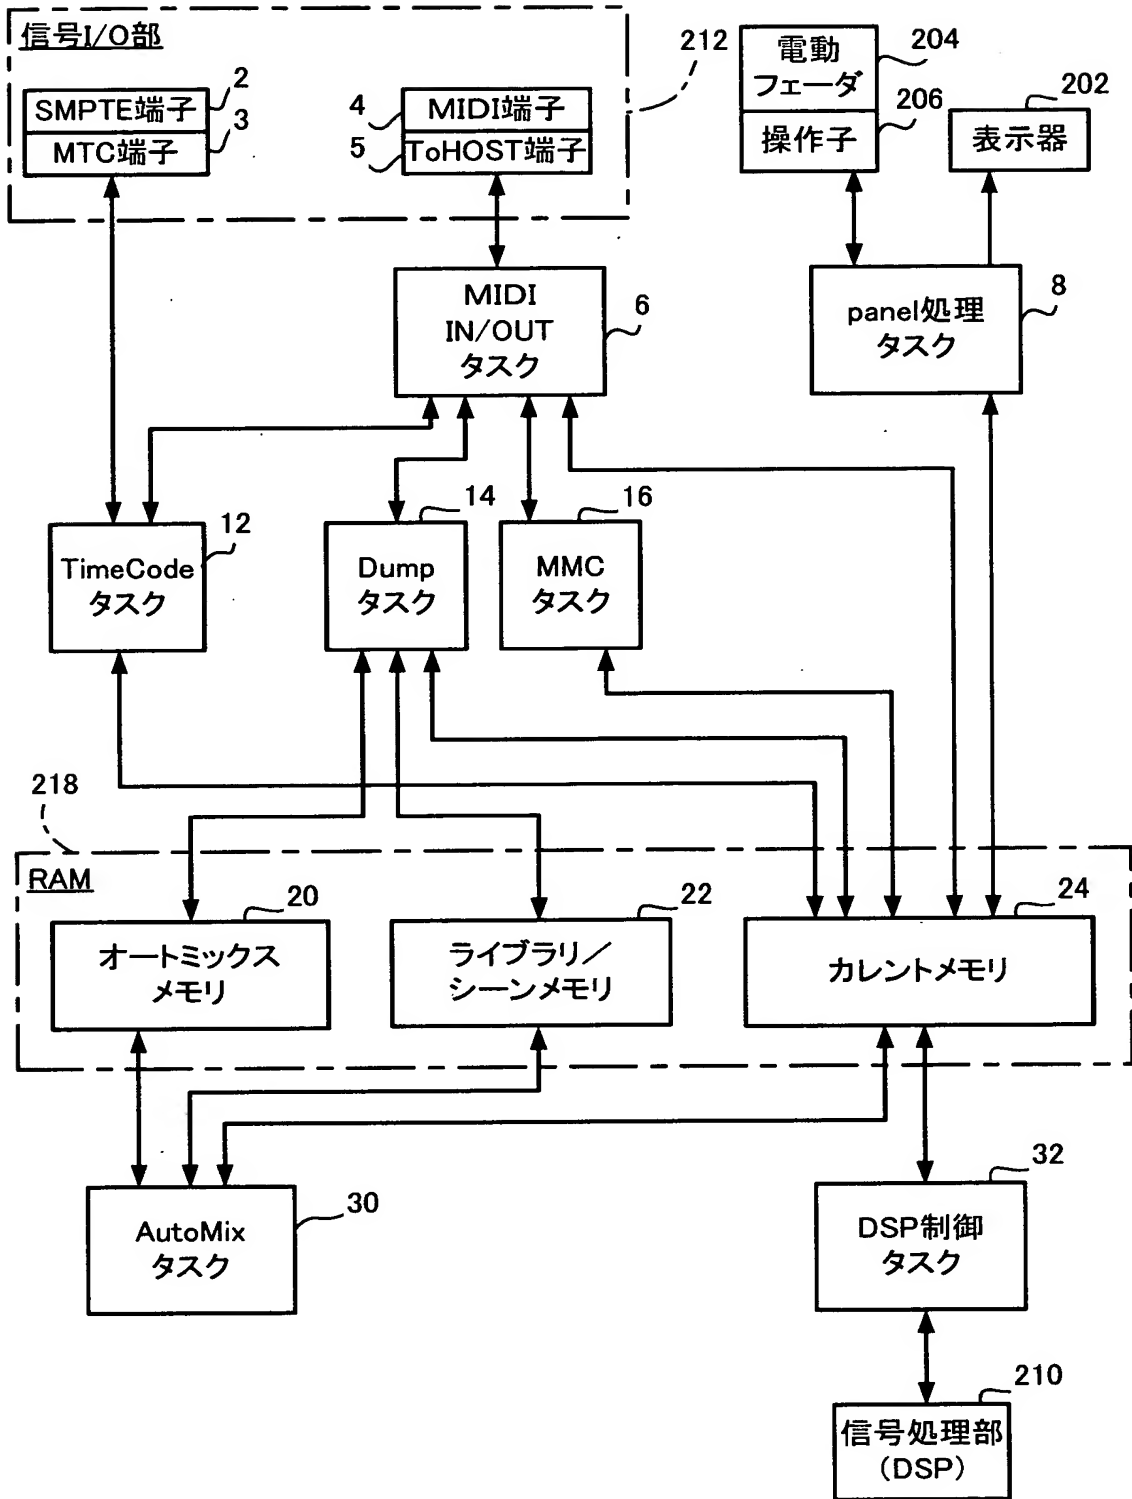 信号I/O部
212
SMPTE端子
2
MTC端子
3
4
MIDI端子
5
ToHOST端子
電動
フェーダ
204
操作子
206
202
表示器
MIDI
IN/OUT
タスク
6
panel処理
タスク
8
12
TimeCode
タスク
14
Dump
タスク
16
MMC
タスク
218
RAM
20
オートミックス
メモリ
22
ライブラリ/
シーンメモリ
24
カレントメモリ
30
AutoMix
タスク
32
DSP制御
タスク
210
信号処理部
(DSP)